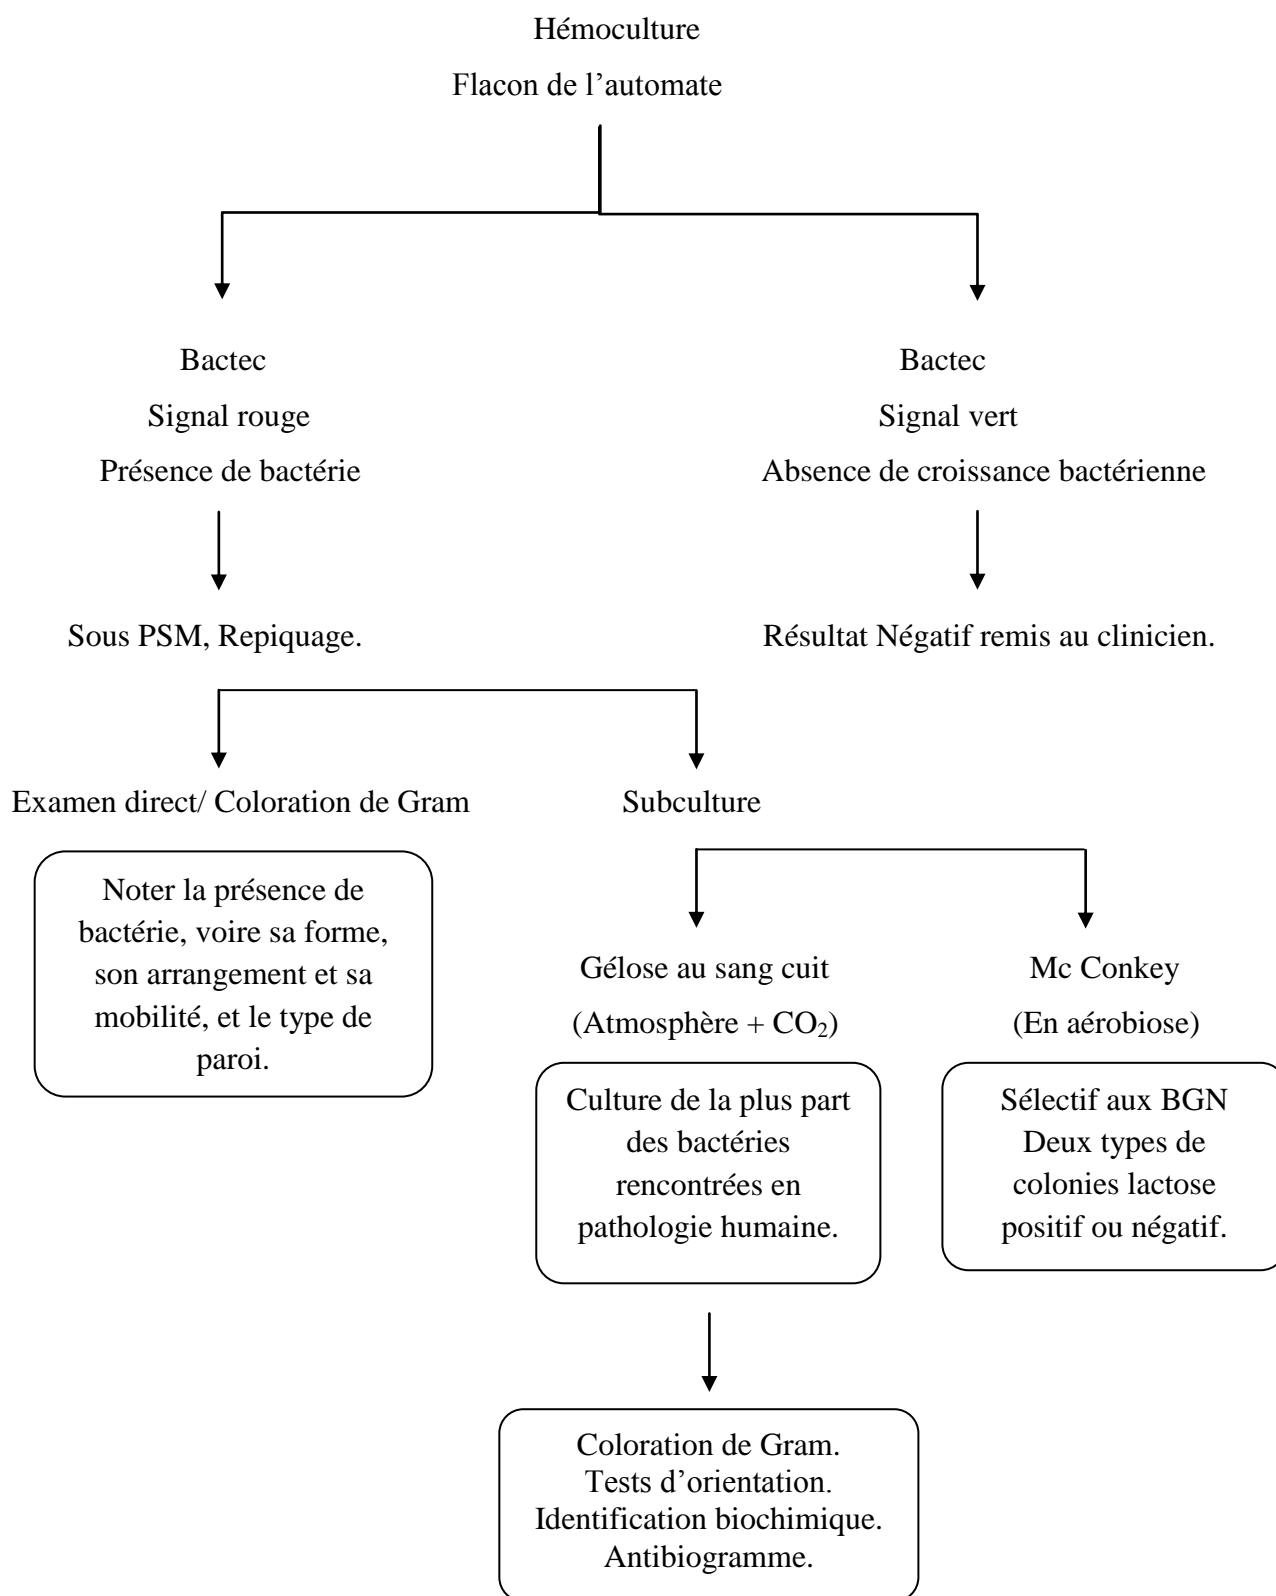 Hémoculture
Flacon de l’automate
Bactec
Signal rouge
Présence de bactérie
Bactec
Signal vert
Absence de croissance bactérienne
Sous PSM, Repiquage.
Résultat Négatif remis au clinicien.
Examen direct/ Coloration de Gram
Subculture
Noter la présence de
bactérie, voire sa forme,
son arrangement et sa
mobilité, et le type de
paroi.
Gélose au sang cuit
(Atmosphère + CO₂)
Mc Conkey
(En aérobiose)
Culture de la plus part
des bactéries
rencontrées en
pathologie humaine.
Sélectif aux BGN
Deux types de
colonies lactose
positif ou négatif.
Coloration de Gram.
Tests d’orientation.
Identification biochimique.
Antibiogramme.